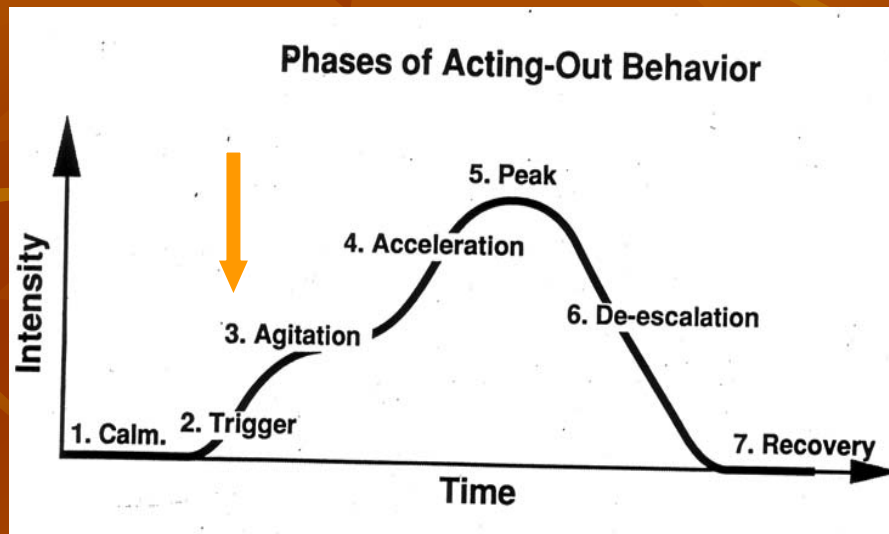 Phases of Acting-Out Behavior
5. Peak
4. Acceleration
6. De-escalation
3. Agitation
2. Trigger
1. Calm.
7. Recovery
Intensity
Time